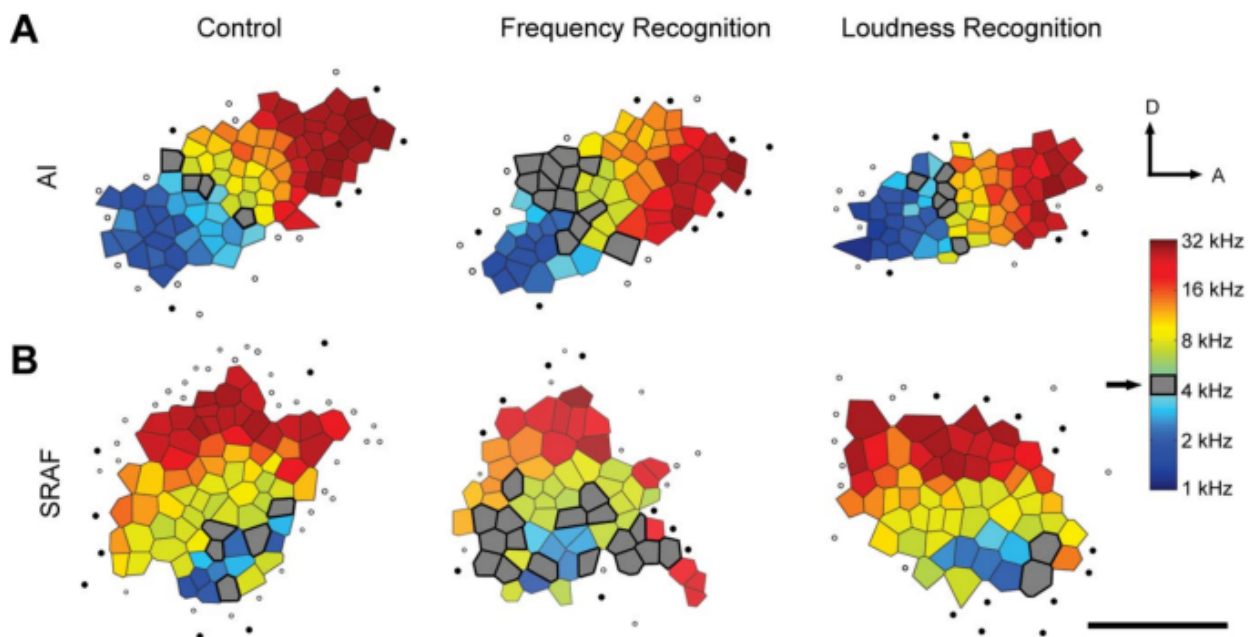 A
Control
Frequency Recognition
Loudness Recognition
AI
D
A
32 kHz
16 kHz
8 kHz
4 kHz
2 kHz
1 kHz
B
SRAF